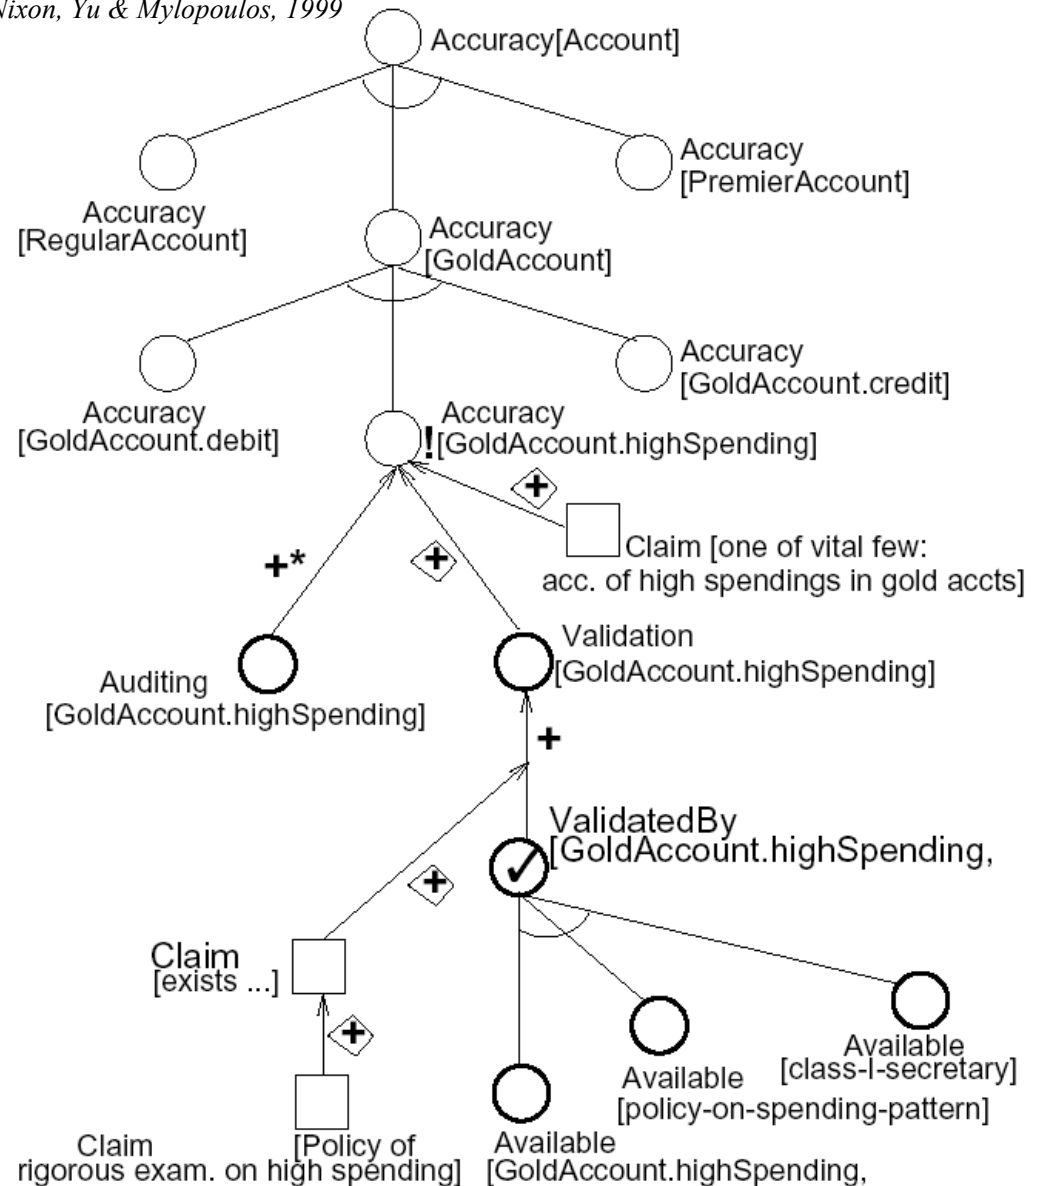 Nixon, Yu & Mylopoulos, 1999
Accuracy[Account]
Accuracy
[PremierAccount]
Accuracy
[RegularAccount]
Accuracy
[GoldAccount]
Accuracy
[GoldAccount.credit]
Accuracy
[GoldAccount.debit]
! Accuracy
[GoldAccount.highSpending]
+
Claim [one of vital few:
acc. of high spendings in gold accts]
+*
+
Validation
[GoldAccount.highSpending]
Auditing
[GoldAccount.highSpending]
+
ValidatedBy
[GoldAccount.highSpending,
✓
+
Claim
[exists ...]
+
Available
[class-I-secretary]
Available
[policy-on-spending-pattern]
Claim [Policy of
rigorous exam. on high spending]
Available
[GoldAccount.highSpending,